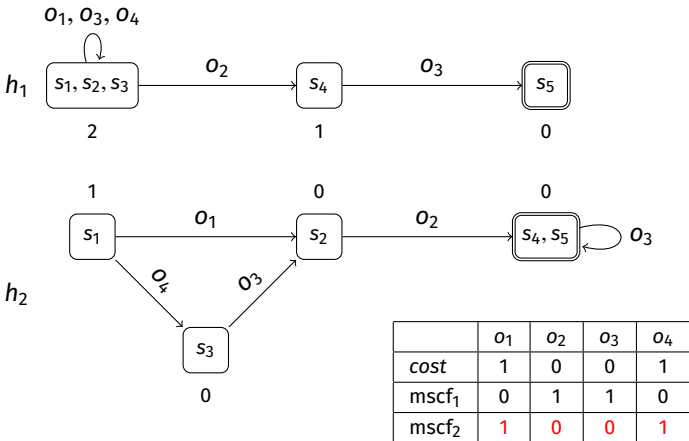 o₁, o₃, o₄
h₁ s₁, s₂, s₃ o₂ s₄ o₃ s₅
2 1 0
1 0 0
s₁ o₁ s₂ o₂ s₄, s₅ o₃
o₄ o₃
h₂
s₃
0
o₁ o₂ o₃ o₄
cost 1 0 0 1
mscf₁ 0 1 1 0
mscf₂ 1 0 0 1